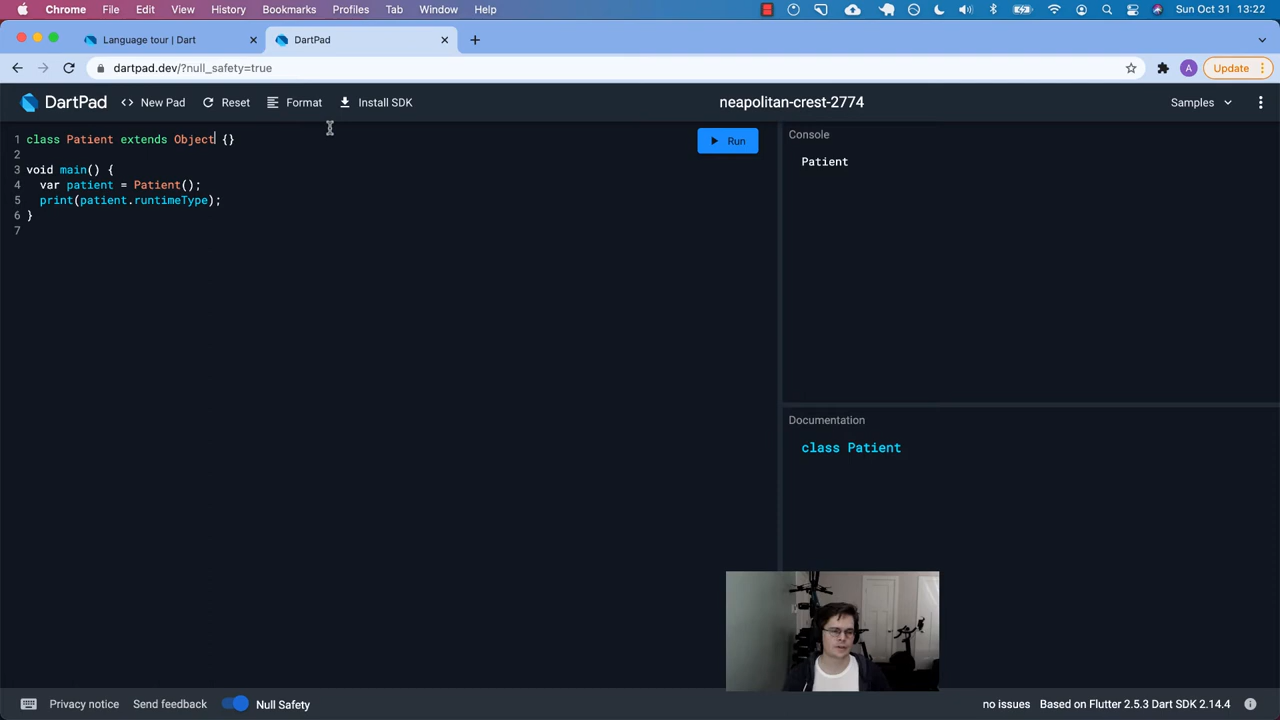 Chrome File Edit View History Bookmarks Profiles Tab Window Help Sun Oct 31 13:22
Language tour | Dart DartPad
dartpad.dev/?null_safety=true A Update
DartPad New Pad Reset Format Install SDK neapolitan-crest-2774 Samples
1 class Patient extends Object {}
2
3 void main() {
4 var patient = Patient();
5 print(patient.runtimeType);
6 }
7
Run
Console
Patient
Documentation
class Patient
Privacy notice Send feedback Null Safety no issues Based on Flutter 2.5.3 Dart SDK 2.14.4